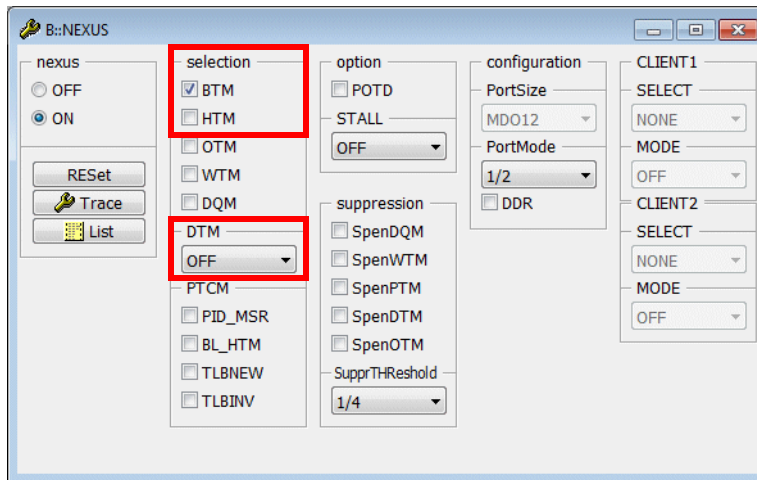 B::NEXUS
nexus
OFF
ON
RESet
Trace
List
selection
BTM
HTM
OTM
WTM
DQM
DTM
OFF
PTCM
PID_MSR
BL_HTM
TLBNEW
TLBINV
option
POTD
STALL
OFF
suppression
SpenDQM
SpenWTM
SpenPTM
SpenDTM
SpenOTM
SupprTHReshold
1/4
configuration
PortSize
MDO12
PortMode
1/2
DDR
CLIENT1
SELECT
NONE
MODE
OFF
CLIENT2
SELECT
NONE
MODE
OFF